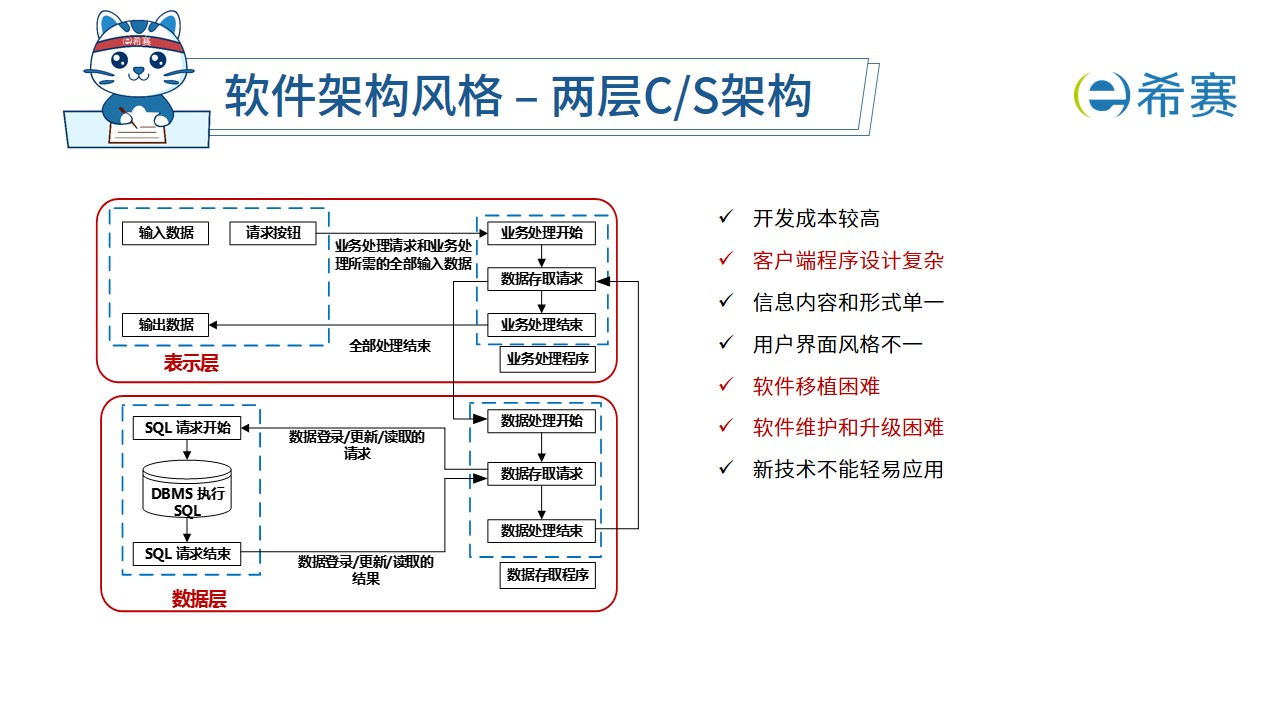 希赛
软件架构风格 – 两层C/S架构
希赛
输入数据
请求按钮
业务处理请求和业务处
理所需的全部输入数据
业务处理开始
数据存取请求
输出数据
业务处理结束
全部处理结束
业务处理程序
表示层
SQL 请求开始
数据登录/更新/读取的
请求
数据处理开始
DBMS 执行
SQL
数据存取请求
数据处理结束
SQL 请求结束
数据登录/更新/读取的
结果
数据存取程序
数据层
✓ 开发成本较高
✓ 客户端程序设计复杂
✓ 信息内容和形式单一
✓ 用户界面风格不一
✓ 软件移植困难
✓ 软件维护和升级困难
✓ 新技术不能轻易应用